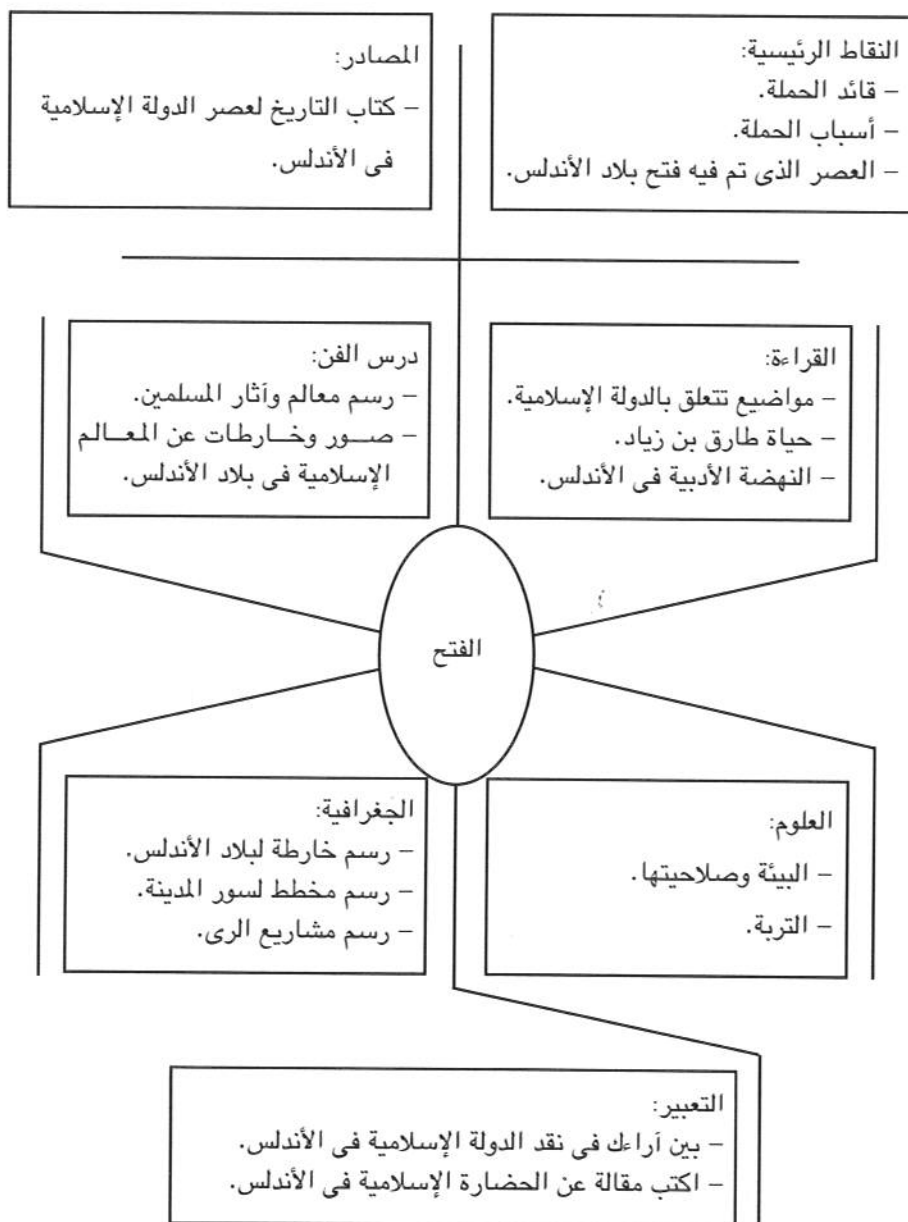 النقاط الرئيسية:
– قائد الحملة.
– أسباب الحملة.
– العصر الذى تم فيه فتح بلاد الأندلس.
المصادر:
– كتاب التاريخ لعصر الدولة الإسلامية
فى الأندلس.
القراءة:
– مواضيع تتعلق بالدولة الإسلامية.
– حياة طارق بن زياد.
– النهضة الأدبية فى الأندلس.
درس الفن:
– رسم معالم وآثار المسلمين.
– صور وخارطات عن المعالم
الإسلامية فى بلاد الأندلس.
الفتح
العلوم:
– البيئة وصلاحيتها.
– التربة.
الجغرافية:
– رسم خارطة لبلاد الأندلس.
– رسم مخطط لسور المدينة.
– رسم مشاريع الرى.
التعبير:
– بين آراءك فى نقد الدولة الإسلامية فى الأندلس.
– اكتب مقالة عن الحضارة الإسلامية فى الأندلس.